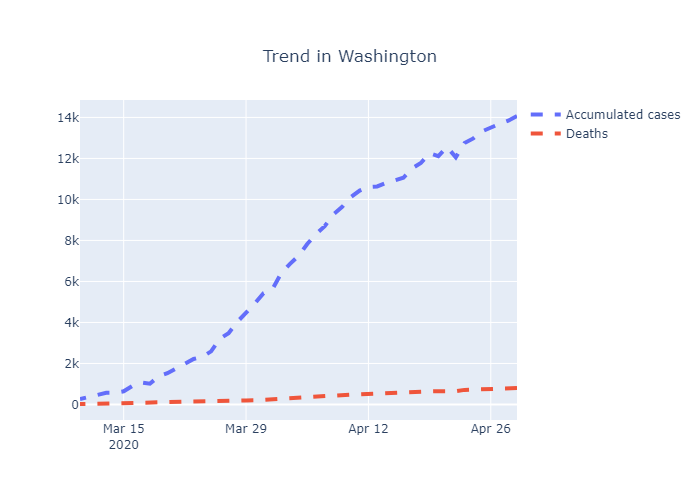 Trend in Washington
14k
12k
10k
8k
6k
4k
2k
0
Mar 15
2020
Mar 29
Apr 12
Apr 26
Accumulated cases
Deaths